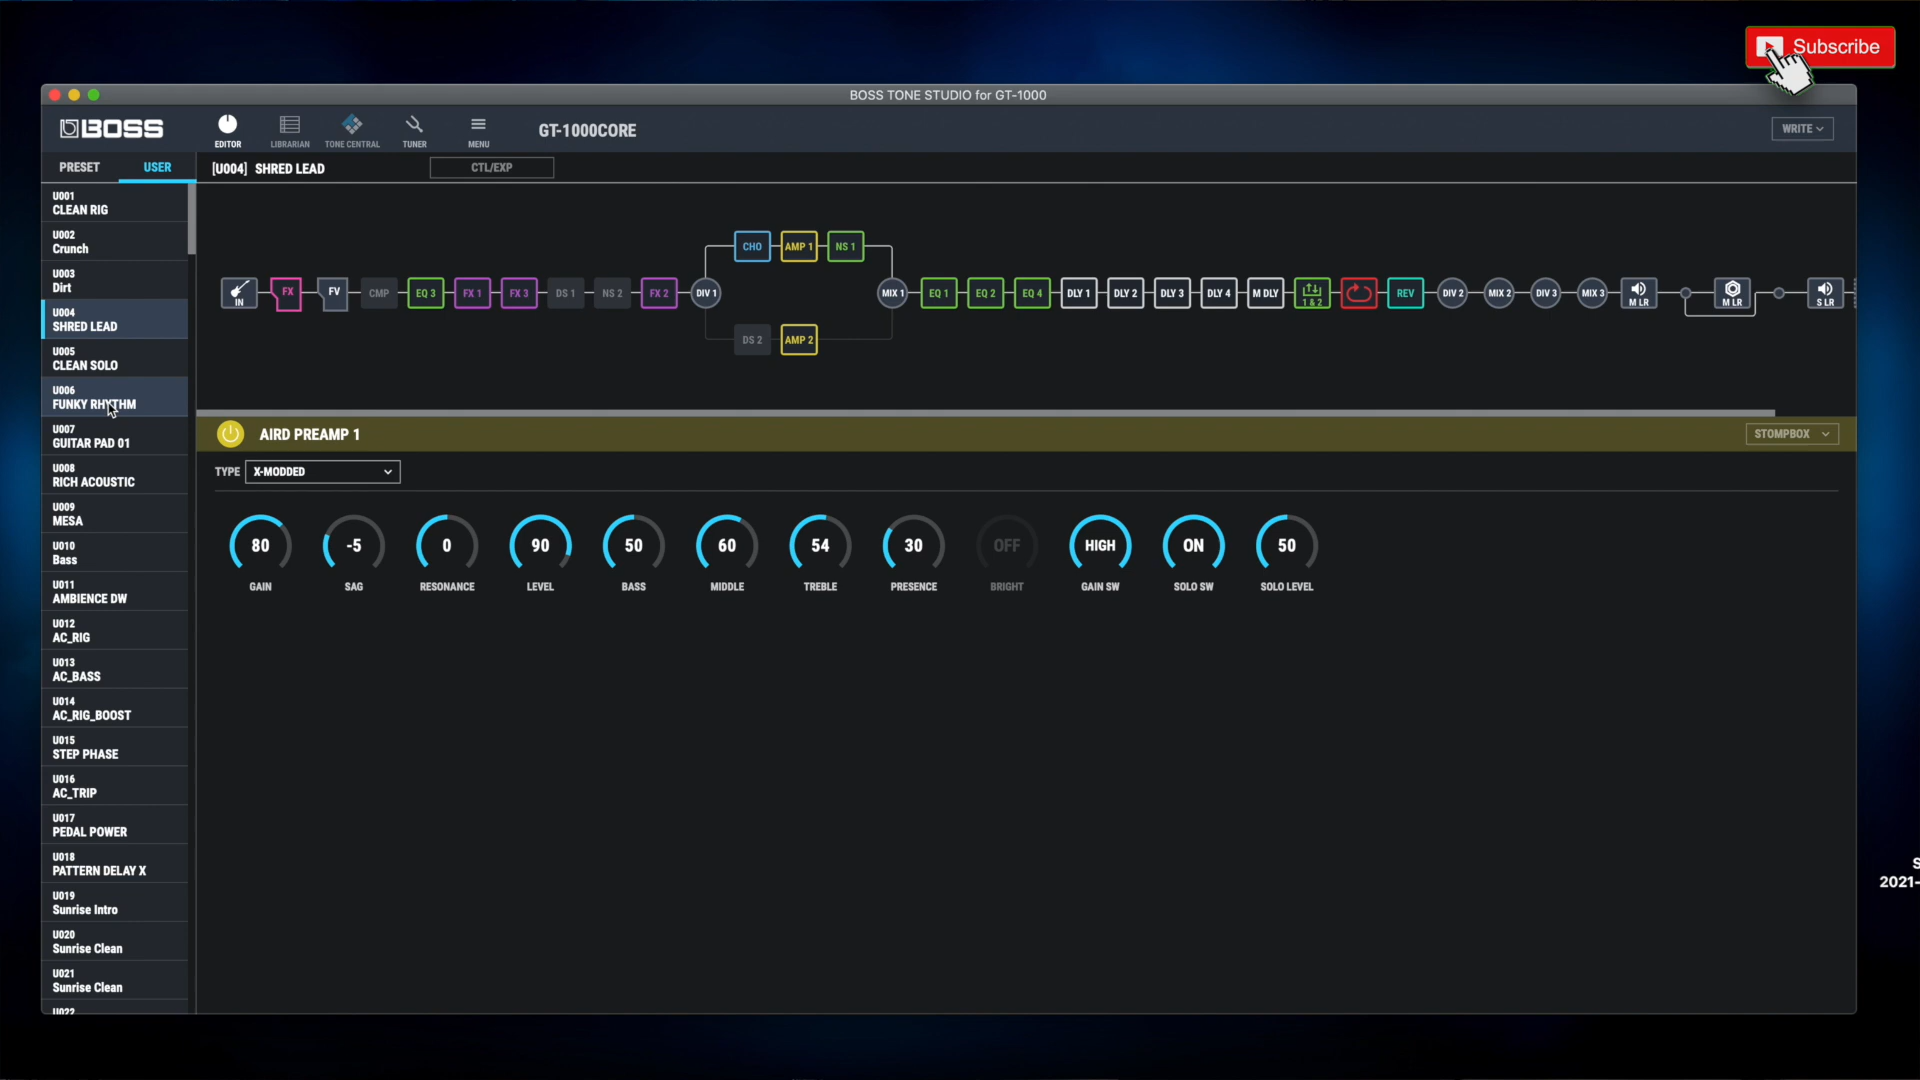 Subscribe
BOSS TONE STUDIO for GT-1000
BOSS
EDITOR
LIBRARIAN
TONE CENTRAL
TUNER
MENU
GT-1000CORE
WRITE
PRESET
USER
[U004] SHRED LEAD
CTL/EXP
U001
CLEAN RIG
U002
Crunch
U003
Dirt
U004
SHRED LEAD
U005
CLEAN SOLO
U006
FUNKY RHYTHM
U007
GUITAR PAD 01
U008
RICH ACOUSTIC
U009
MESA
U010
Bass
U011
AMBIENCE DW
U012
AC_RIG
U013
AC_BASS
U014
AC_RIG_BOOST
U015
STEP PHASE
U016
AC_TRIP
U017
PEDAL POWER
U018
PATTERN DELAY X
U019
Sunrise Intro
U020
Sunrise Clean
U021
Sunrise Clean
U022
CHO
AMP 1
NS 1
IN
FX
FV
CMP
EQ 3
FX 1
FX 3
DS 1
NS 2
FX 2
DIV 1
MIX 1
EQ 1
EQ 2
EQ 4
DLY 1
DLY 2
DLY 3
DLY 4
M DLY
1 & 2
REV
DIV 2
MIX 2
DIV 3
MIX 3
M LR
M LR
S LR
DS 2
AMP 2
AIRD PREAMP 1
STOMPBOX
TYPE
X-MODDED
80
-5
0
90
50
60
54
30
OFF
HIGH
ON
50
GAIN
SAG
RESONANCE
LEVEL
BASS
MIDDLE
TREBLE
PRESENCE
BRIGHT
GAIN SW
SOLO SW
SOLO LEVEL
S
2021-